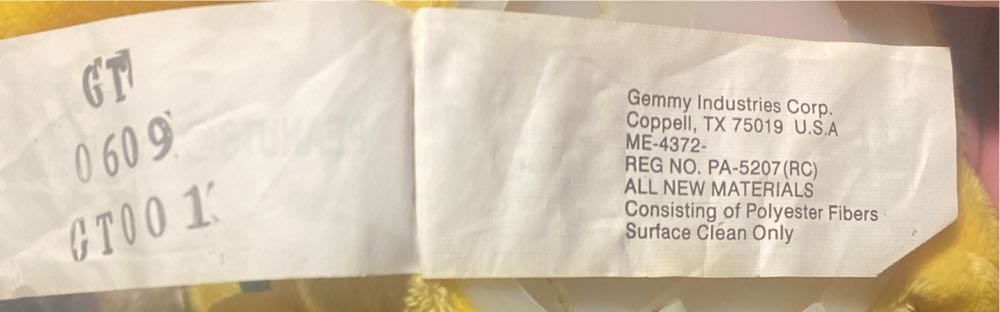 GT
0609
GT001
Gemmy Industries Corp.
Coppell, TX 75019 U.S.A
ME-4372-
REG NO. PA-5207(RC)
ALL NEW MATERIALS
Consisting of Polyester Fibers
Surface Clean Only